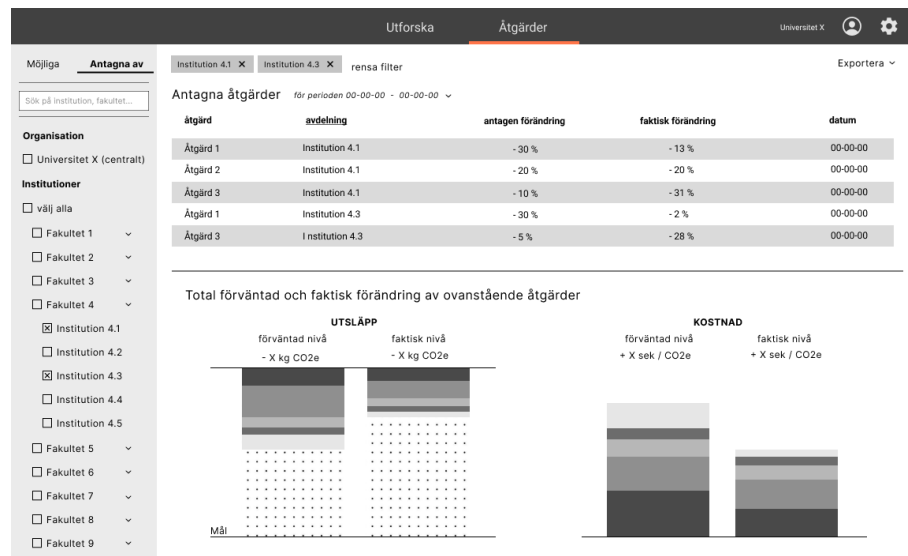 Utforska
Åtgärder
Universitet X
Möjliga
Antagna av
Sök på institution, fakultet...
Organisation
Universitet X (centralt)
Institutioner
välj alla
Fakultet 1
Fakultet 2
Fakultet 3
Fakultet 4
Institution 4.1
Institution 4.2
Institution 4.3
Institution 4.4
Institution 4.5
Fakultet 5
Fakultet 6
Fakultet 7
Fakultet 8
Fakultet 9
Institution 4.1 X Institution 4.3 X rensa filter
Exportera
Antagna åtgärder för perioden 00-00-00 - 00-00-00
åtgärd avdelning antagen förändring faktisk förändring datum
Åtgärd 1 Institution 4.1 - 30 % - 13 % 00-00-00
Åtgärd 2 Institution 4.1 - 20 % - 20 % 00-00-00
Åtgärd 3 Institution 4.1 - 10 % - 31 % 00-00-00
Åtgärd 1 Institution 4.3 - 30 % - 2 % 00-00-00
Åtgärd 3 I nstitution 4.3 - 5 % - 28 % 00-00-00
Total förväntad och faktisk förändring av ovanstående åtgärder
UTSLÄPP
förväntad nivå faktisk nivå
- X kg CO2e - X kg CO2e
Mål
KOSTNAD
förväntad nivå faktisk nivå
+ X sek / CO2e + X sek / CO2e